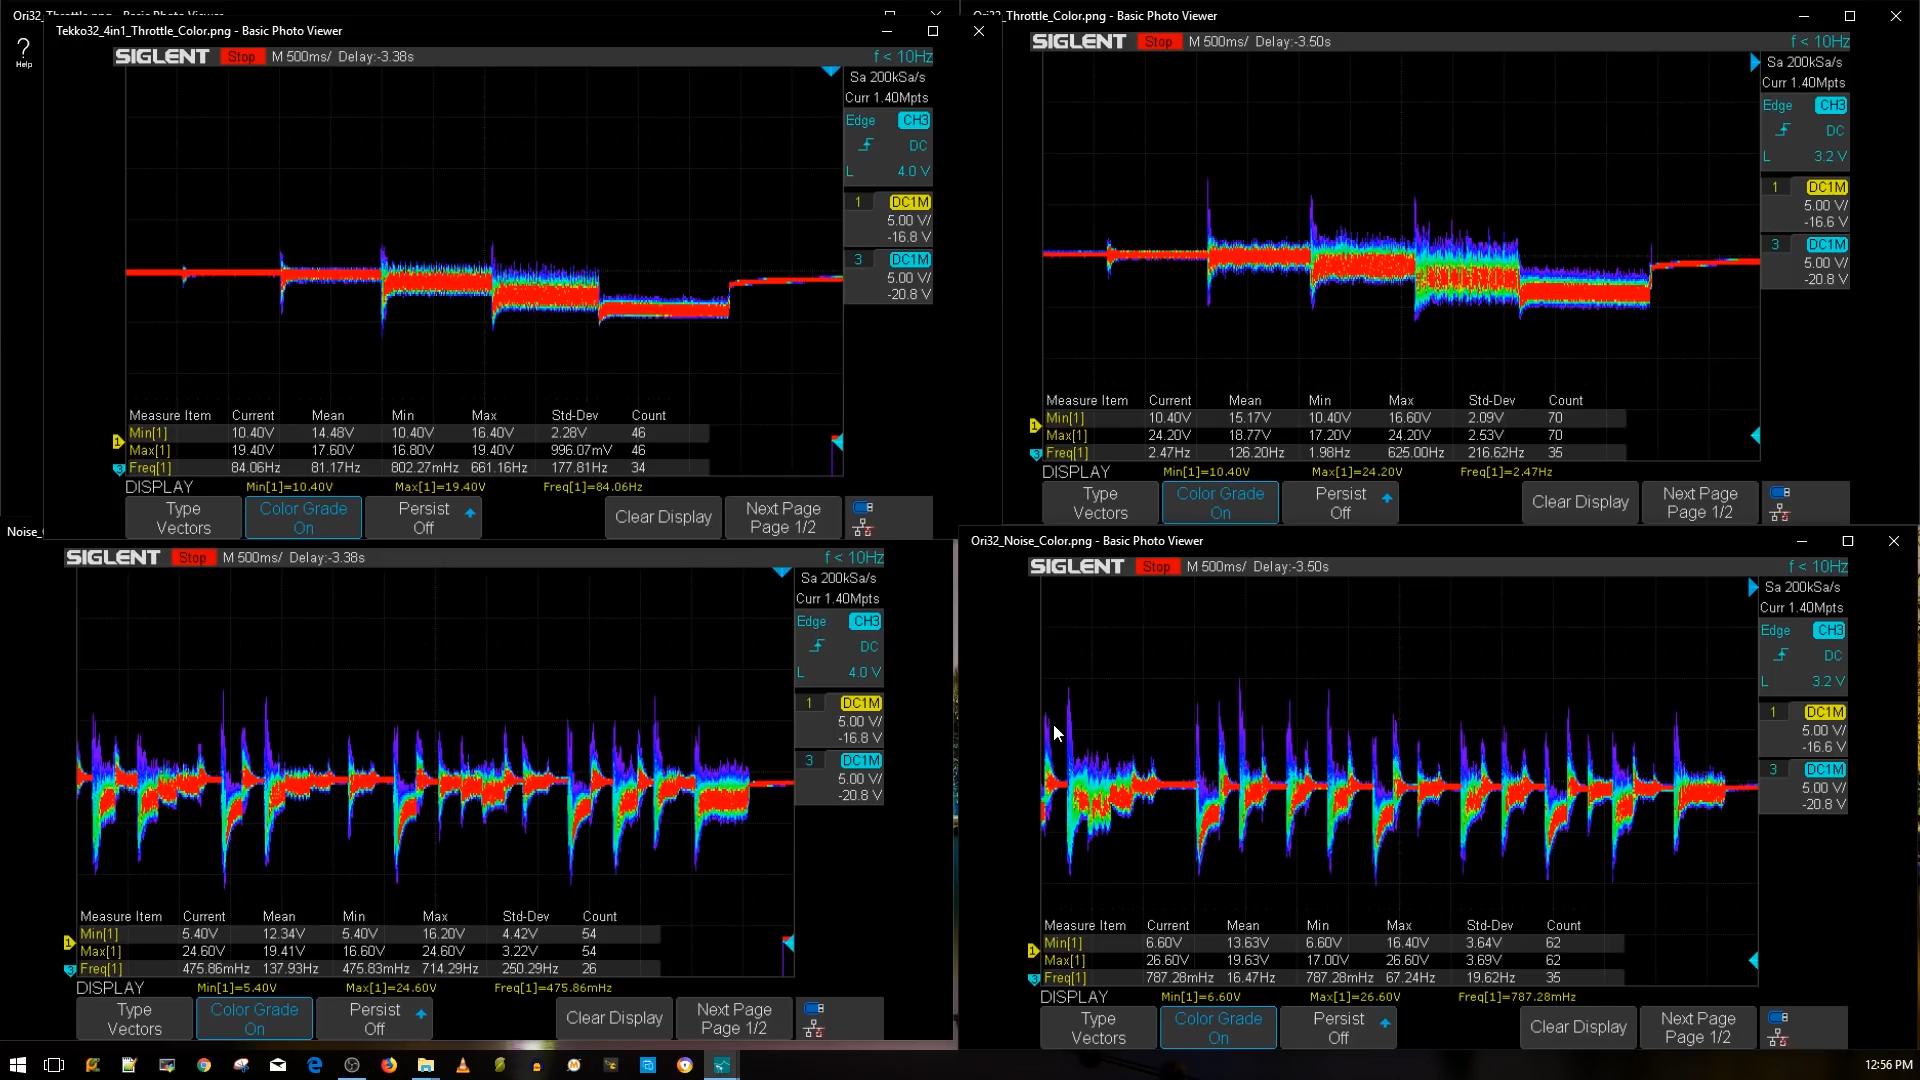 Tekko32_4in1_Throttle_Color.png - Basic Photo Viewer
Help
SIGLENT Stop M 500ms/ Delay:-3.38s f < 10Hz
Sa 200kSa/s
Curr 1.40Mpts
Edge CH3
DC
L 4.0 V
1 DC1M
5.00 V/
-16.8 V
3 DC1M
5.00 V/
-20.8 V
Measure Item Current Mean Min Max Std-Dev Count
Min[1] 10.40V 14.48V 10.40V 16.40V 2.28V 46
Max[1] 19.40V 17.60V 16.80V 19.40V 996.07mV 46
Freq[1] 84.06Hz 81.17Hz 802.27mHz 661.16Hz 177.81Hz 34
DISPLAY Min[1]=10.40V Max[1]=19.40V Freq[1]=84.06Hz
Type Color Grade Persist Clear Display Next Page
Vectors On Off Page 1/2
Ori32_Throttle_Color.png - Basic Photo Viewer
SIGLENT Stop M 500ms/ Delay:-3.50s f < 10Hz
Sa 200kSa/s
Curr 1.40Mpts
Edge CH3
DC
L 3.2 V
1 DC1M
5.00 V/
-16.6 V
3 DC1M
5.00 V/
-20.8 V
Measure Item Current Mean Min Max Std-Dev Count
Min[1] 10.40V 15.17V 10.40V 16.60V 2.09V 70
Max[1] 24.20V 18.77V 17.20V 24.20V 2.53V 70
Freq[1] 2.47Hz 126.20Hz 1.98Hz 625.00Hz 216.62Hz 35
DISPLAY Min[1]=10.40V Max[1]=24.20V Freq[1]=2.47Hz
Type Color Grade Persist Clear Display Next Page
Vectors On Off Page 1/2
Noise_
SIGLENT Stop M 500ms/ Delay:-3.38s f < 10Hz
Sa 200kSa/s
Curr 1.40Mpts
Edge CH3
DC
L 4.0 V
1 DC1M
5.00 V/
-16.8 V
3 DC1M
5.00 V/
-20.8 V
Measure Item Current Mean Min Max Std-Dev Count
Min[1] 5.40V 12.34V 5.40V 16.20V 4.42V 54
Max[1] 24.60V 19.41V 16.60V 24.60V 3.22V 54
Freq[1] 475.86mHz 137.93Hz 475.83mHz 714.29Hz 250.29Hz 26
DISPLAY Min[1]=5.40V Max[1]=24.60V Freq[1]=475.86mHz
Type Color Grade Persist Clear Display Next Page
Vectors On Off Page 1/2
Ori32_Noise_Color.png - Basic Photo Viewer
SIGLENT Stop M 500ms/ Delay:-3.50s f < 10Hz
Sa 200kSa/s
Curr 1.40Mpts
Edge CH3
DC
L 3.2 V
1 DC1M
5.00 V/
-16.6 V
3 DC1M
5.00 V/
-20.8 V
Measure Item Current Mean Min Max Std-Dev Count
Min[1] 6.60V 13.63V 6.60V 16.40V 3.64V 62
Max[1] 26.60V 19.63V 17.00V 26.60V 3.69V 62
Freq[1] 787.28mHz 16.47Hz 787.28mHz 67.24Hz 19.62Hz 35
DISPLAY Min[1]=6.60V Max[1]=26.60V Freq[1]=787.28mHz
Type Color Grade Persist Clear Display Next Page
Vectors On Off Page 1/2
12:56 PM